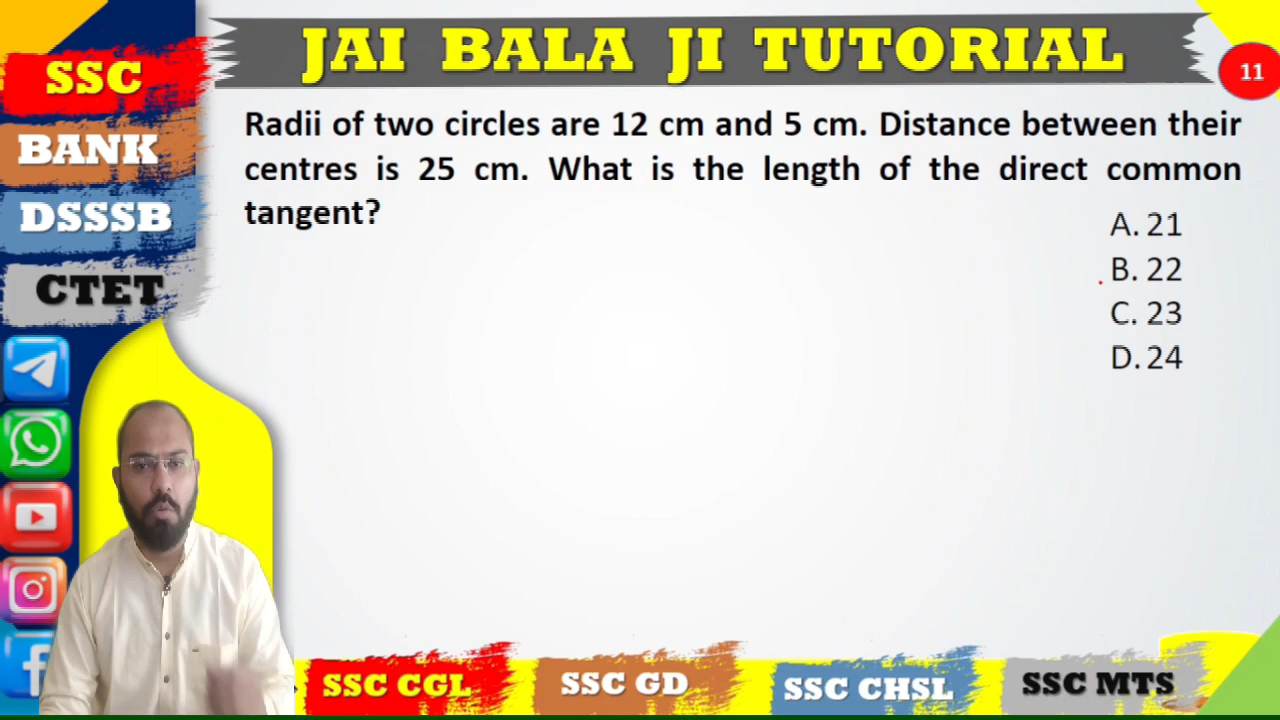 JAI BALA JI TUTORIAL
11
SSC
BANK
DSSSB
CTET
Radii of two circles are 12 cm and 5 cm. Distance between their
centres is 25 cm. What is the length of the direct common
tangent?
A. 21
B. 22
C. 23
D. 24
SSC CGL
SSC GD
SSC CHSL
SSC MTS